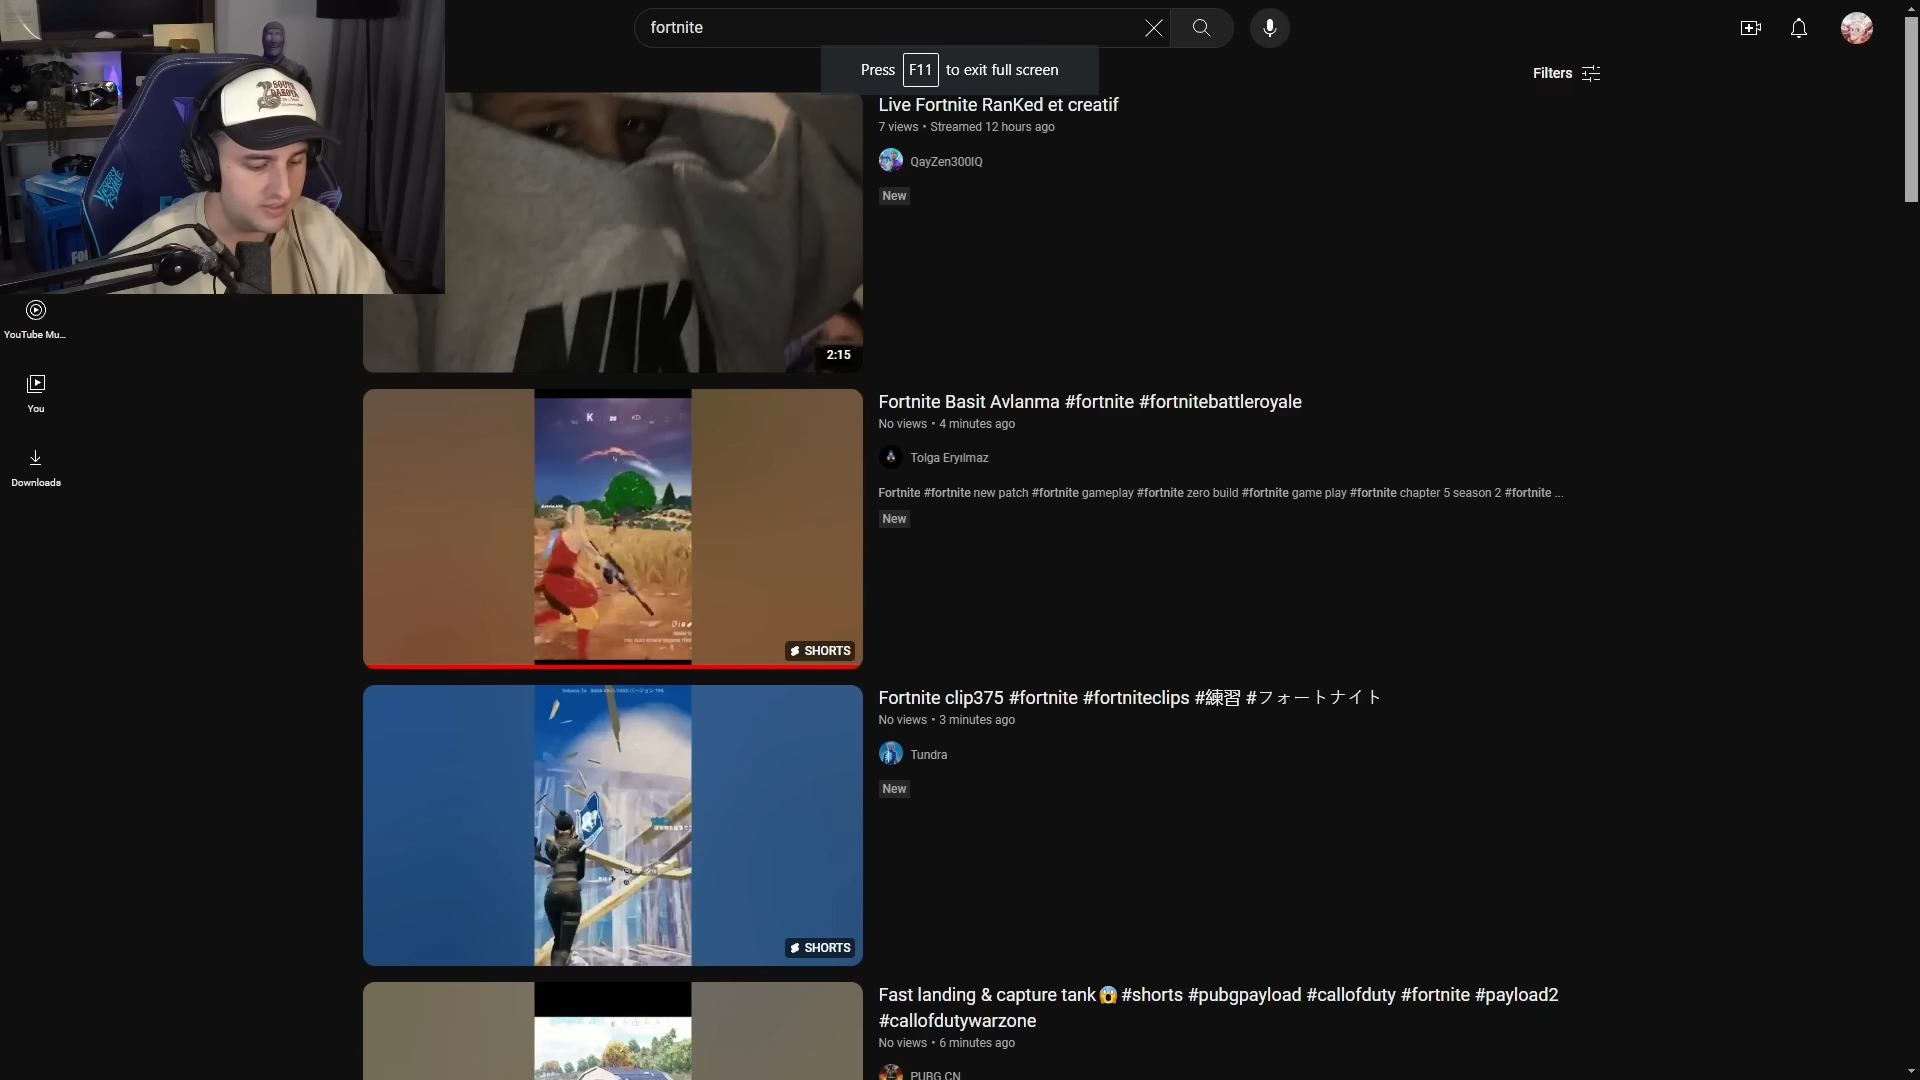 fortnite
Press F11 to exit full screen
Filters
SOUTH
DAKOTA
VICTORY
ROYALE
YouTube Mu...
You
Downloads
2:15
Live Fortnite RanKed et creatif
7 views • Streamed 12 hours ago
QayZen300IQ
New
K
SHORTS
Fortnite Basit Avlanma #fortnite #fortnitebattleroyale
No views • 4 minutes ago
Tolga Eryılmaz
Fortnite #fortnite new patch #fortnite gameplay #fortnite zero build #fortnite game play #fortnite chapter 5 season 2 #fortnite ...
New
SHORTS
Fortnite clip375 #fortnite #fortniteclips #練習 #フォートナイト
No views • 3 minutes ago
Tundra
New
Fast landing & capture tank😱#shorts #pubgpayload #callofduty #fortnite #payload2
#callofdutywarzone
No views • 6 minutes ago
PUBG CN